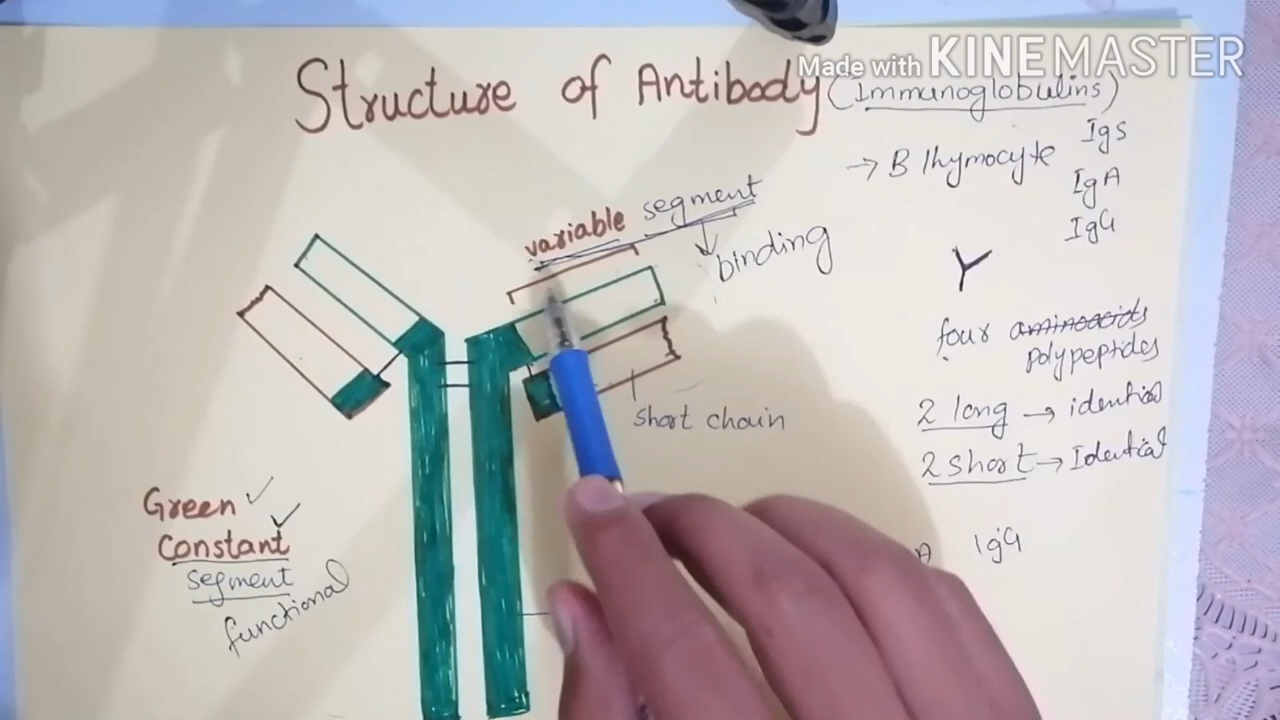 Made with KINEMASTER
Structure of Antibody (Immunoglobulins)
→ B lhymocyte
Igs
IgA
IgG
variable segment
binding
four aminoacids
polypeptides
2 long → identical
2 short → Identical
short chain
Green ✓
Constant ✓
segment
functional
A IgG